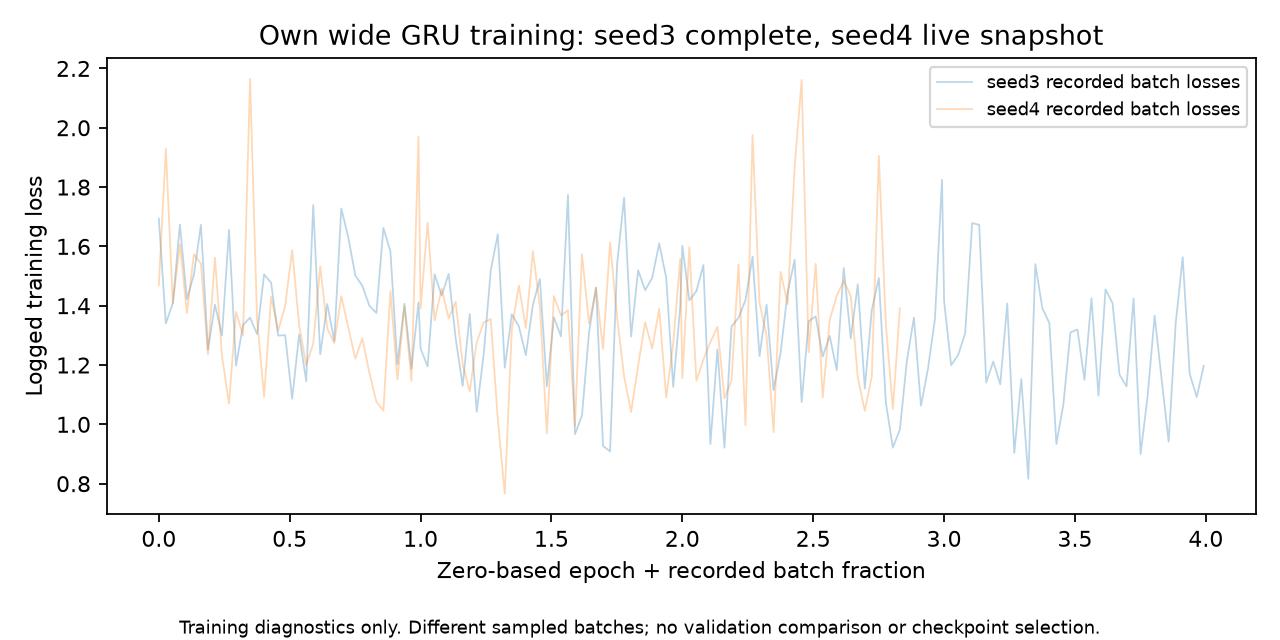 Own wide GRU training: seed3 complete, seed4 live snapshot
seed3 recorded batch losses
seed4 recorded batch losses
Logged training loss
2.2
2.0
1.8
1.6
1.4
1.2
1.0
0.8
0.0 0.5 1.0 1.5 2.0 2.5 3.0 3.5 4.0
Zero-based epoch + recorded batch fraction
Training diagnostics only. Different sampled batches; no validation comparison or checkpoint selection.